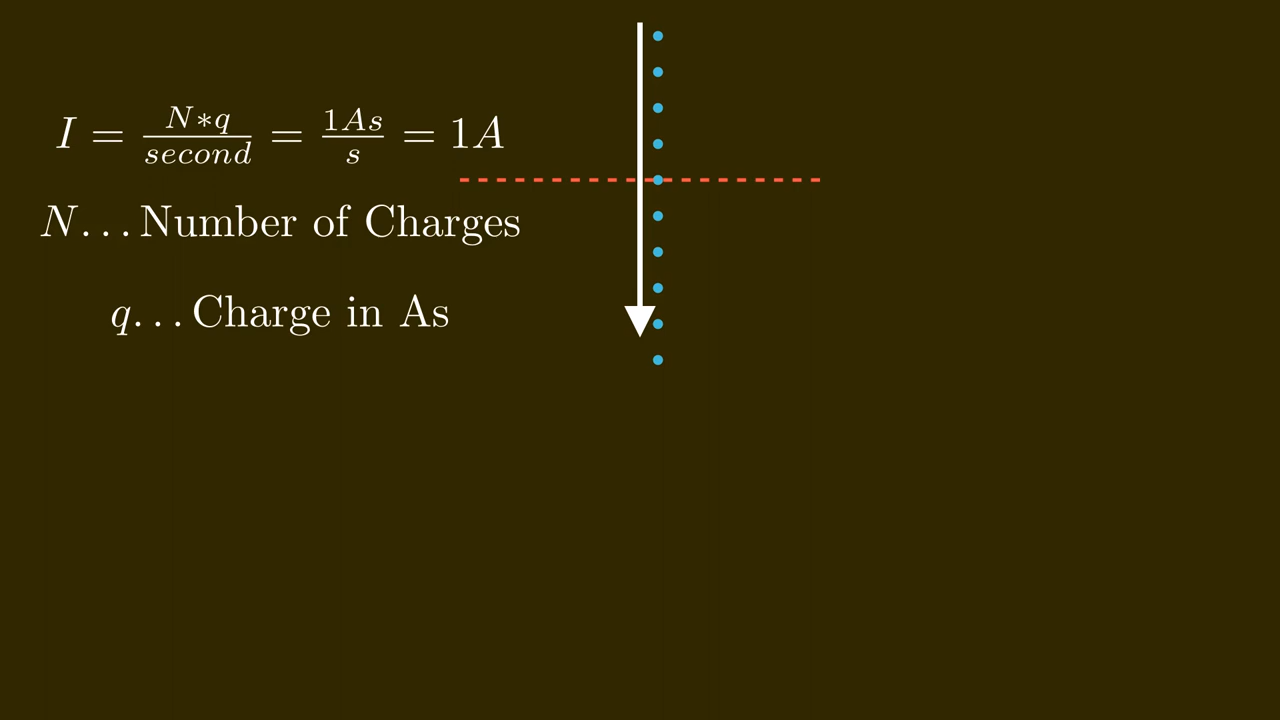 I = N*q/second = 1As/s = 1A
N...Number of Charges
q...Charge in As